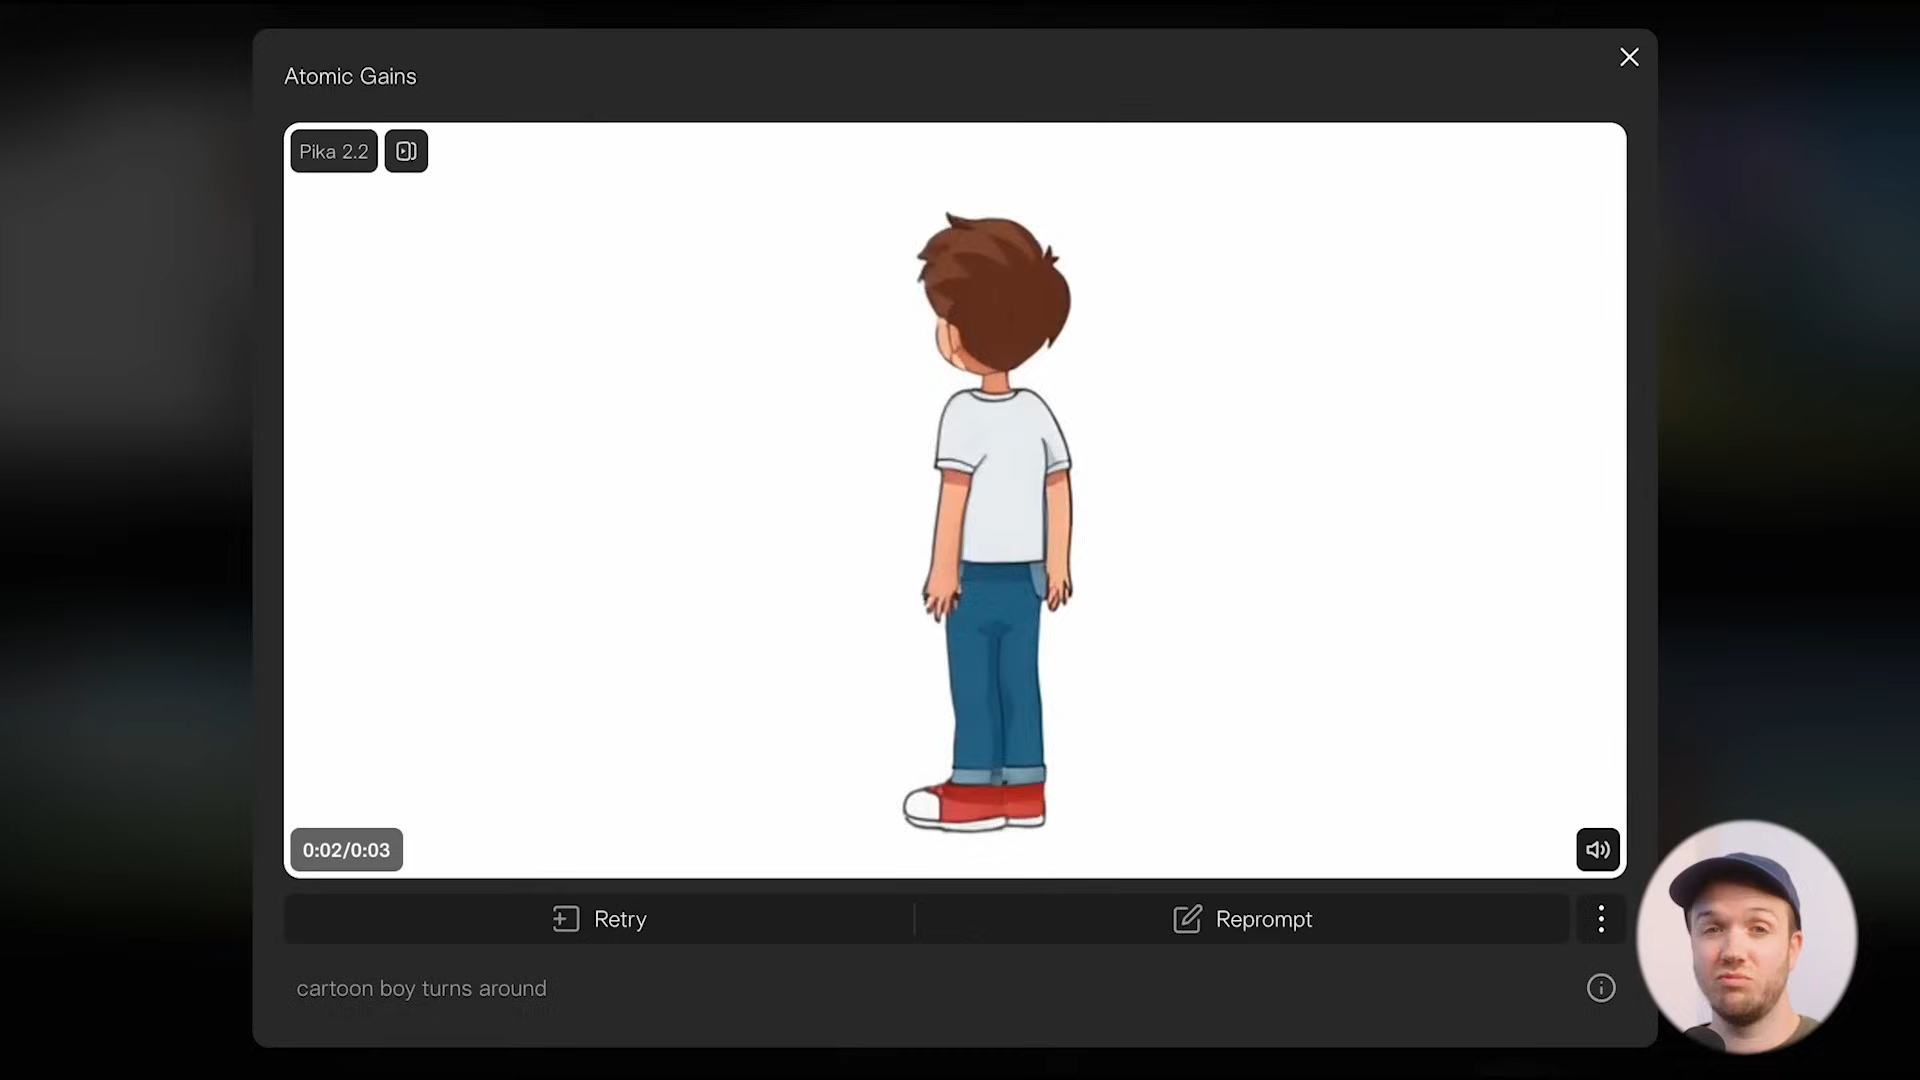 Atomic Gains
Pika 2.2
0:02/0:03
Retry
Reprompt
cartoon boy turns around